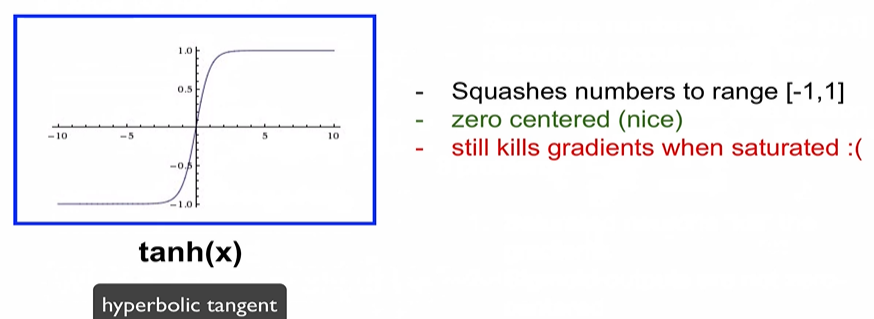 1.0
0.5
-10
-5
5
10
-0.5
-1.0
- Squashes numbers to range [-1,1]
- zero centered (nice)
- still kills gradients when saturated :(
tanh(x)
hyperbolic tangent